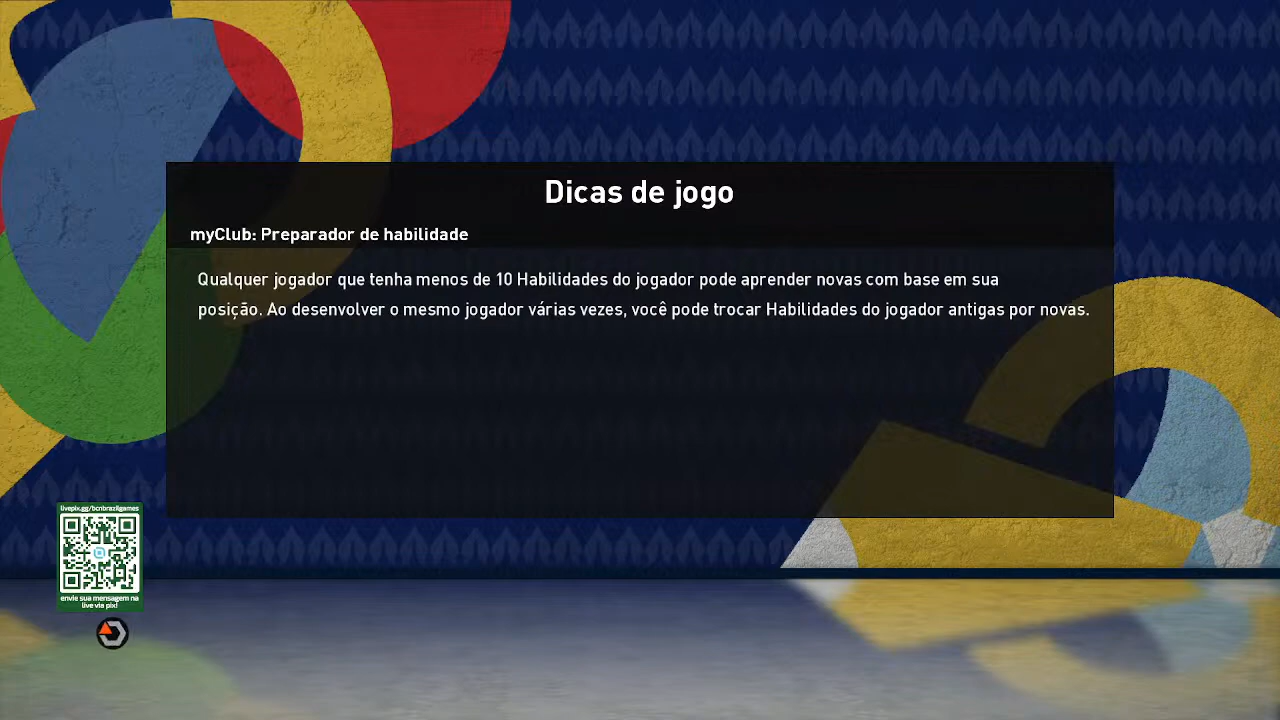 Dicas de jogo
myClub: Preparador de habilidade
Qualquer jogador que tenha menos de 10 Habilidades do jogador pode aprender novas com base em sua
posição. Ao desenvolver o mesmo jogador várias vezes, você pode trocar Habilidades do jogador antigas por novas.
livepix.gg/bcnbrazilgames
envie sua mensagem na
live via pix!